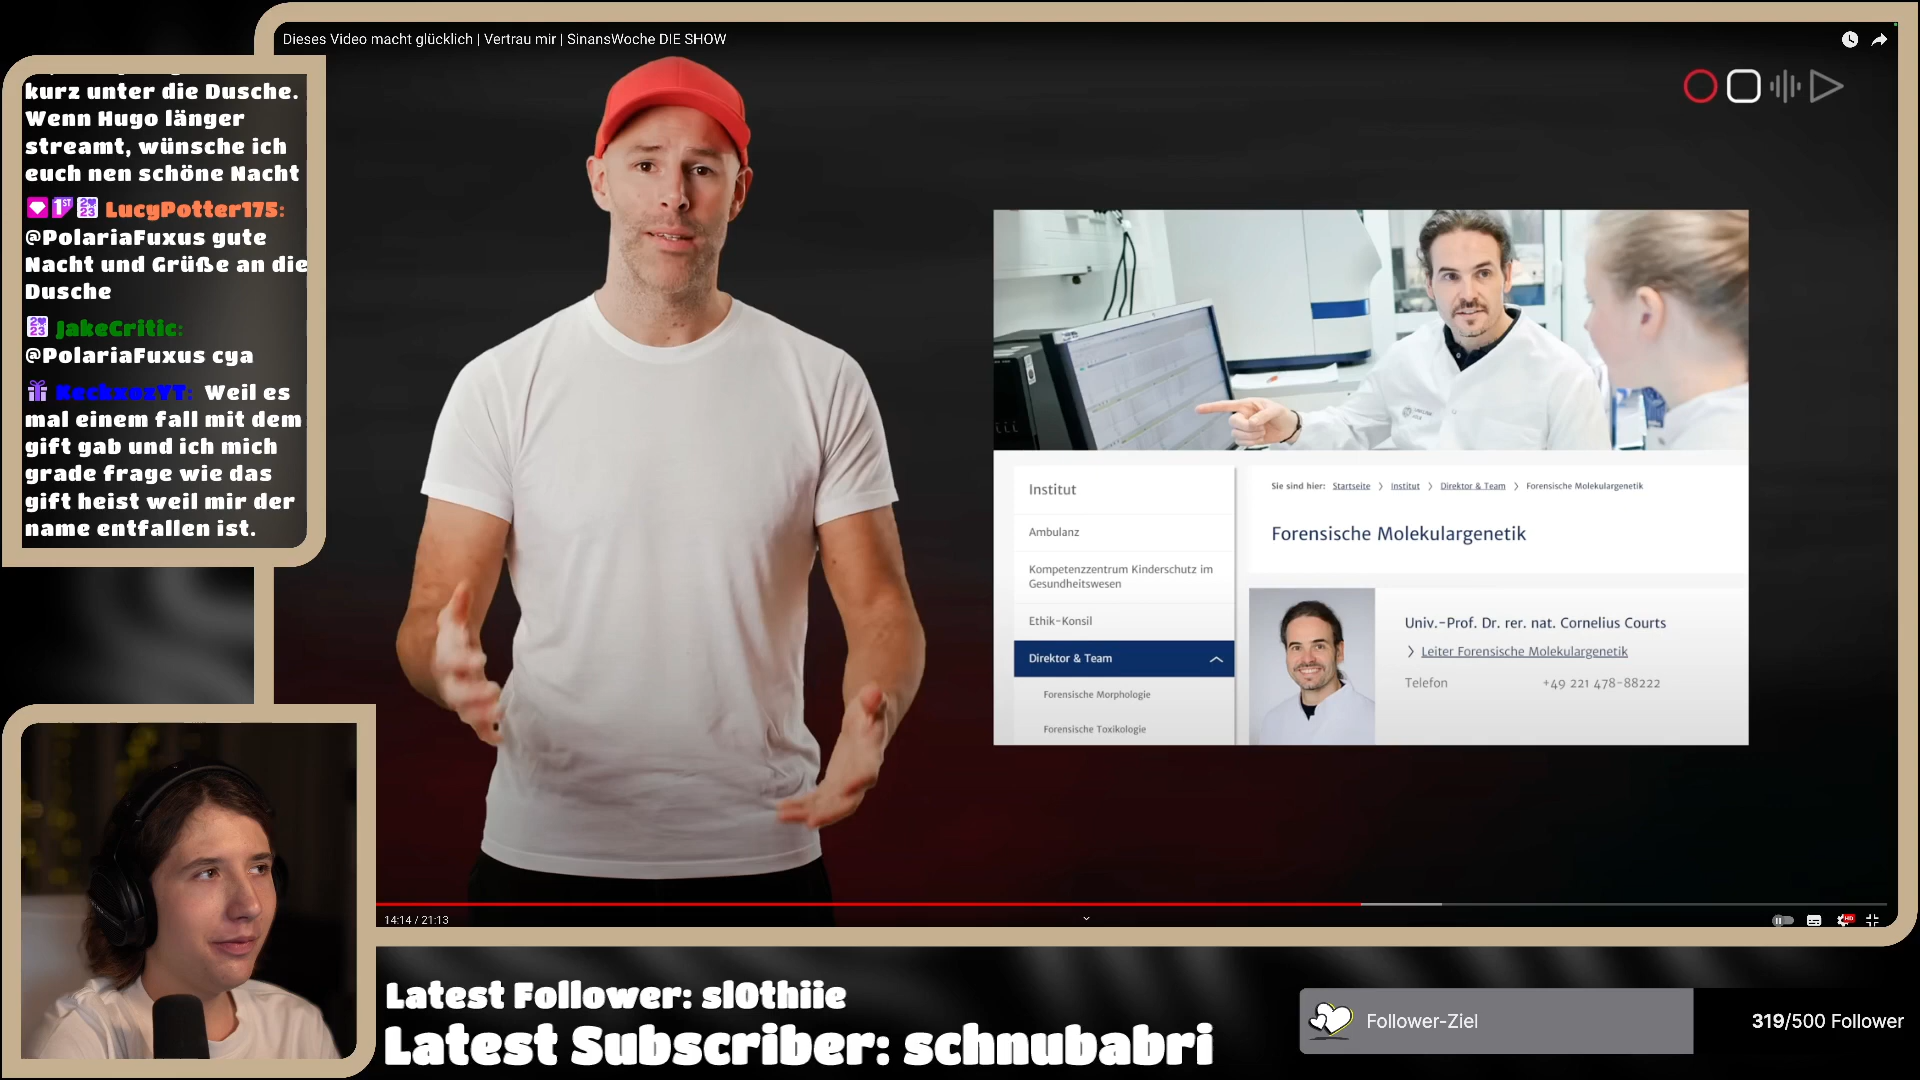 Dieses Video macht glücklich | Vertrau mir | SinansWoche DIE SHOW
kurz unter die Dusche.
Wenn Hugo länger
streamt, wünsche ich
euch nen schöne Nacht
1ST 2023 LucyPotter175:
@PolariaFuxus gute
Nacht und Grüße an die
Dusche
2023 JakeCritic:
@PolariaFuxus cya
KeckxozYT: Weil es
mal einem fall mit dem
gift gab und ich mich
grade frage wie das
gift heist weil mir der
name entfallen ist.
Institut
Ambulanz
Kompetenzzentrum Kinderschutz im
Gesundheitswesen
Ethik-Konsil
Direktor & Team
Forensische Morphologie
Forensische Toxikologie
Sie sind hier: Startseite > Institut > Direktor & Team > Forensische Molekulargenetik
Forensische Molekulargenetik
Univ.-Prof. Dr. rer. nat. Cornelius Courts
> Leiter Forensische Molekulargenetik
Telefon +49 221 478-88222
14:14 / 21:13
HD
Latest Follower: sl0thiie
Latest Subscriber: schnubabri
Follower-Ziel
319/500 Follower